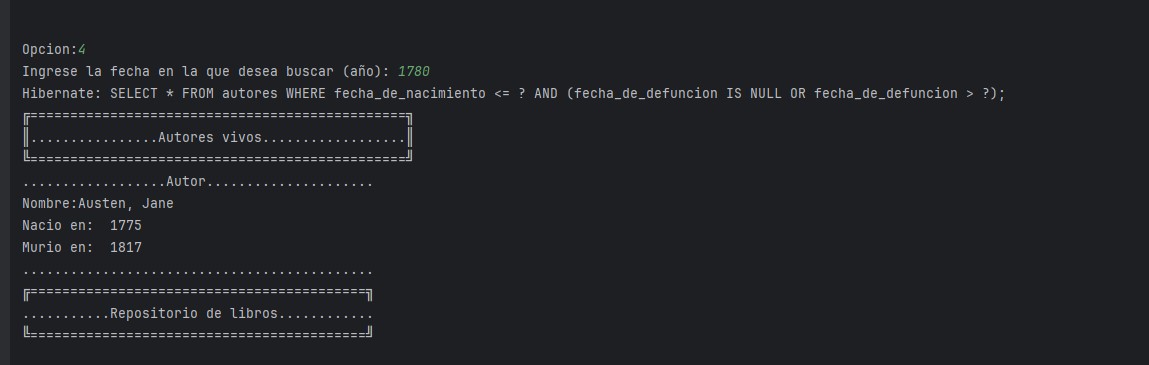 Opcion:4
Ingrese la fecha en la que desea buscar (año): 1780
Hibernate: SELECT * FROM autores WHERE fecha_de_nacimiento <= ? AND (fecha_de_defuncion IS NULL OR fecha_de_defuncion > ?);
╔===============================================╗
║................Autores vivos..................║
╚===============================================╝
..................Autor.....................
Nombre:Austen, Jane
Nacio en:  1775
Murio en:  1817
............................................
╔==========================================╗
...........Repositorio de libros............
╚==========================================╝